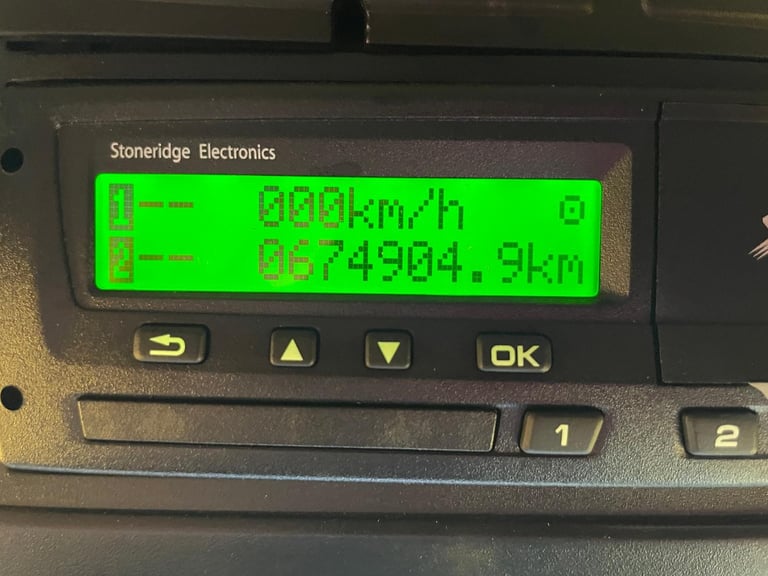 Stoneridge Electronics
1-- 000km/h ⊙
2-- 0674904.9km
OK
1
2